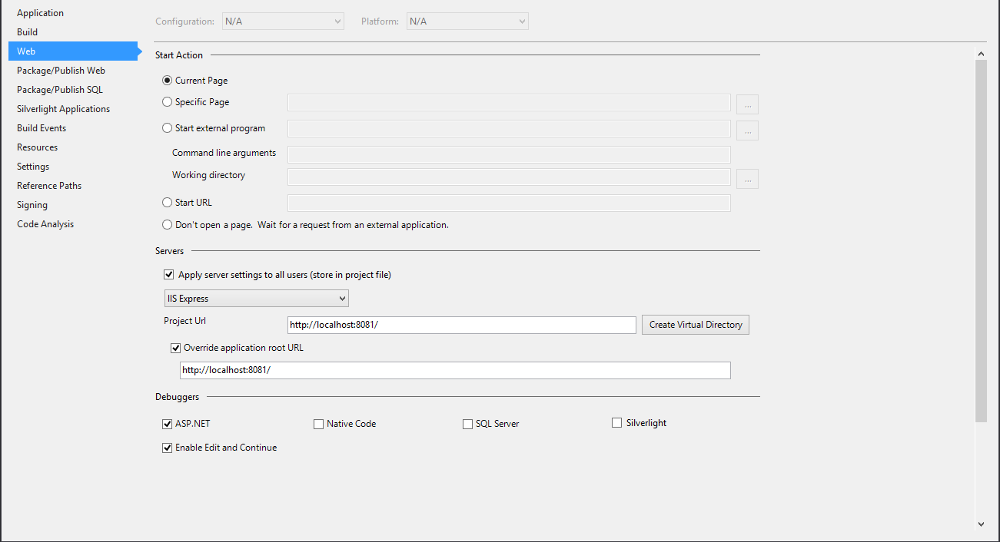 Application
Build
Web
Package/Publish Web
Package/Publish SQL
Silverlight Applications
Build Events
Resources
Settings
Reference Paths
Signing
Code Analysis
Configuration: N/A Platform: N/A
Start Action
Current Page
Specific Page ...
Start external program ...
Command line arguments
Working directory ...
Start URL
Don't open a page. Wait for a request from an external application.
Servers
Apply server settings to all users (store in project file)
IIS Express
Project Url http://localhost:8081/ Create Virtual Directory
Override application root URL
http://localhost:8081/
Debuggers
ASP.NET Native Code SQL Server Silverlight
Enable Edit and Continue